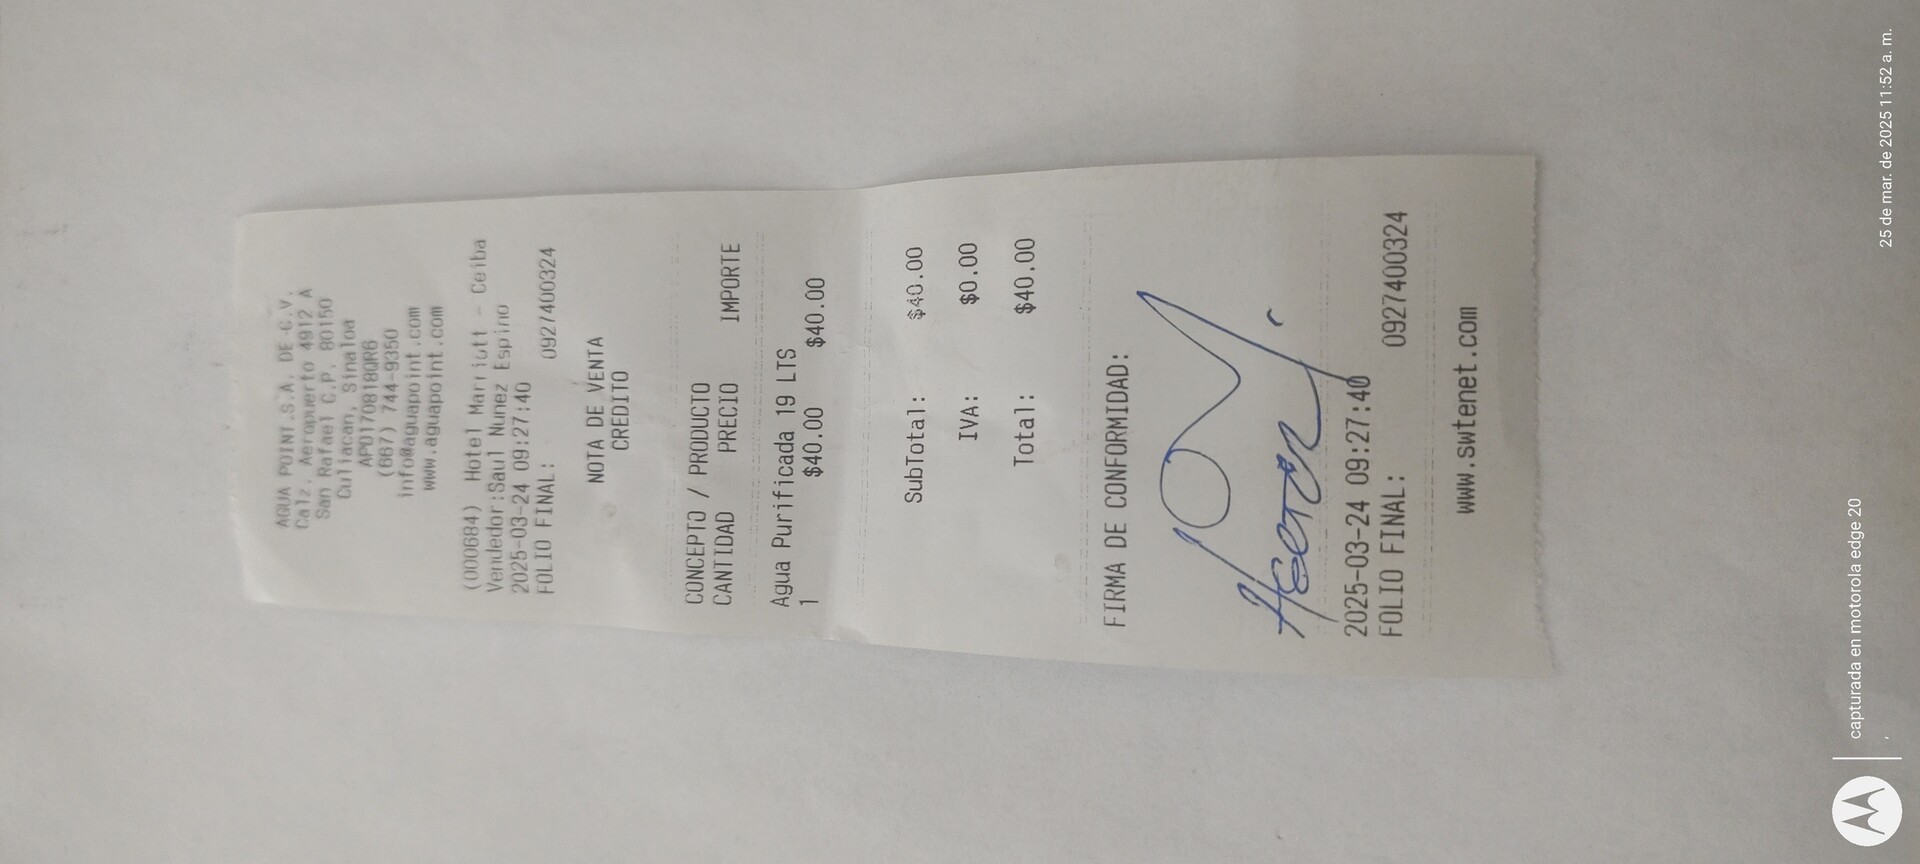 AGUA POINT.S.A. DE C.V.
Calz. Aeropuerto 4912 A
San Rafael C.P. 80150
Culiacan, Sinaloa
APO170818QR6
(667) 744-9350
info@aguapoint.com
www.aguapoint.com
(000684) Hotel Marriott - Ceiba
Vendedor:Saul Nunez Espino
2025-03-24 09:27:40
FOLIO FINAL: 0927400324
NOTA DE VENTA
CREDITO
CONCEPTO / PRODUCTO
CANTIDAD PRECIO IMPORTE
Agua Purificada 19 LTS
1 $40.00 $40.00
SubTotal: $40.00
IVA: $0.00
Total: $40.00
FIRMA DE CONFORMIDAD:
2025-03-24 09:27:40
FOLIO FINAL: 0927400324
www.swtenet.com
capturada en motorola edge 20
25 de mar. de 2025 11:52 a. m.